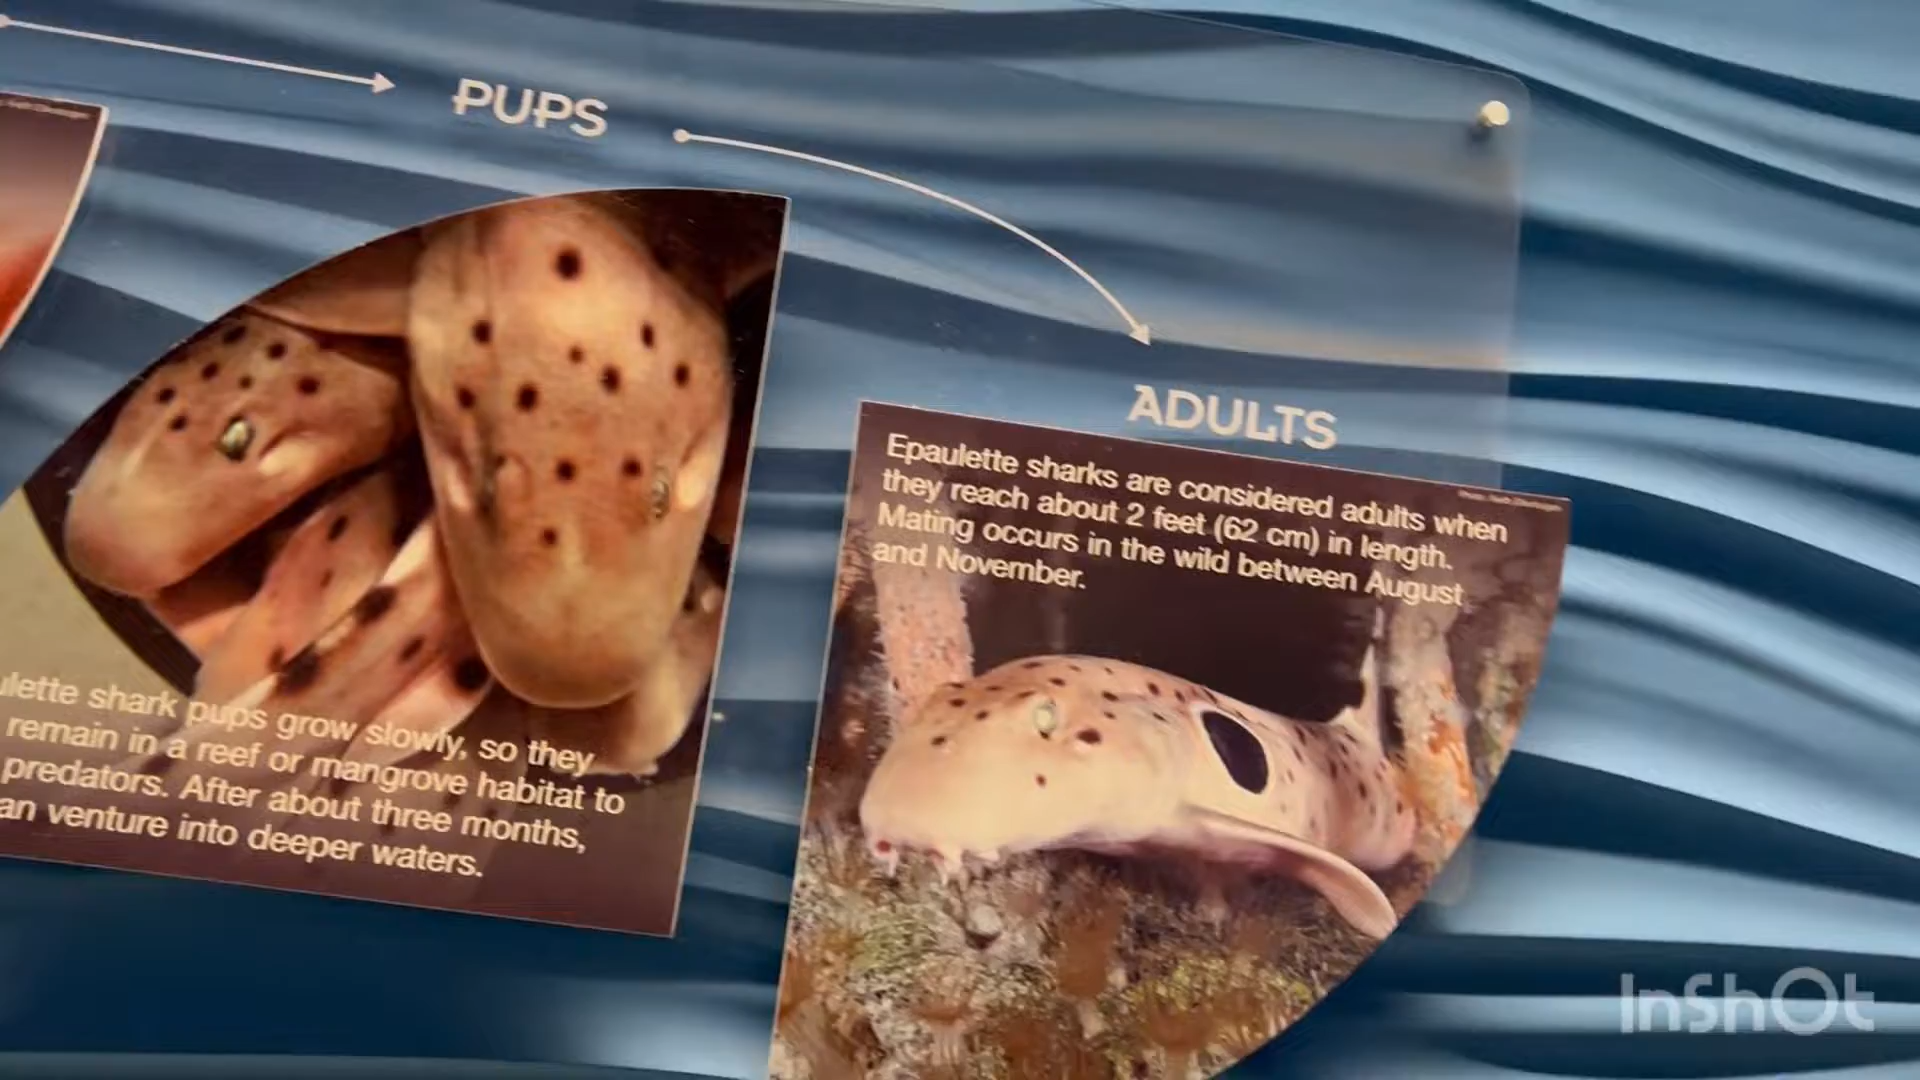 PUPS
ADULTS
Epaulette sharks are considered adults when
they reach about 2 feet (62 cm) in length.
Mating occurs in the wild between August
and November.
shark pups grow slowly, so they
remain in a reef or mangrove habitat to
predators. After about three months,
venture into deeper waters.
InShOt